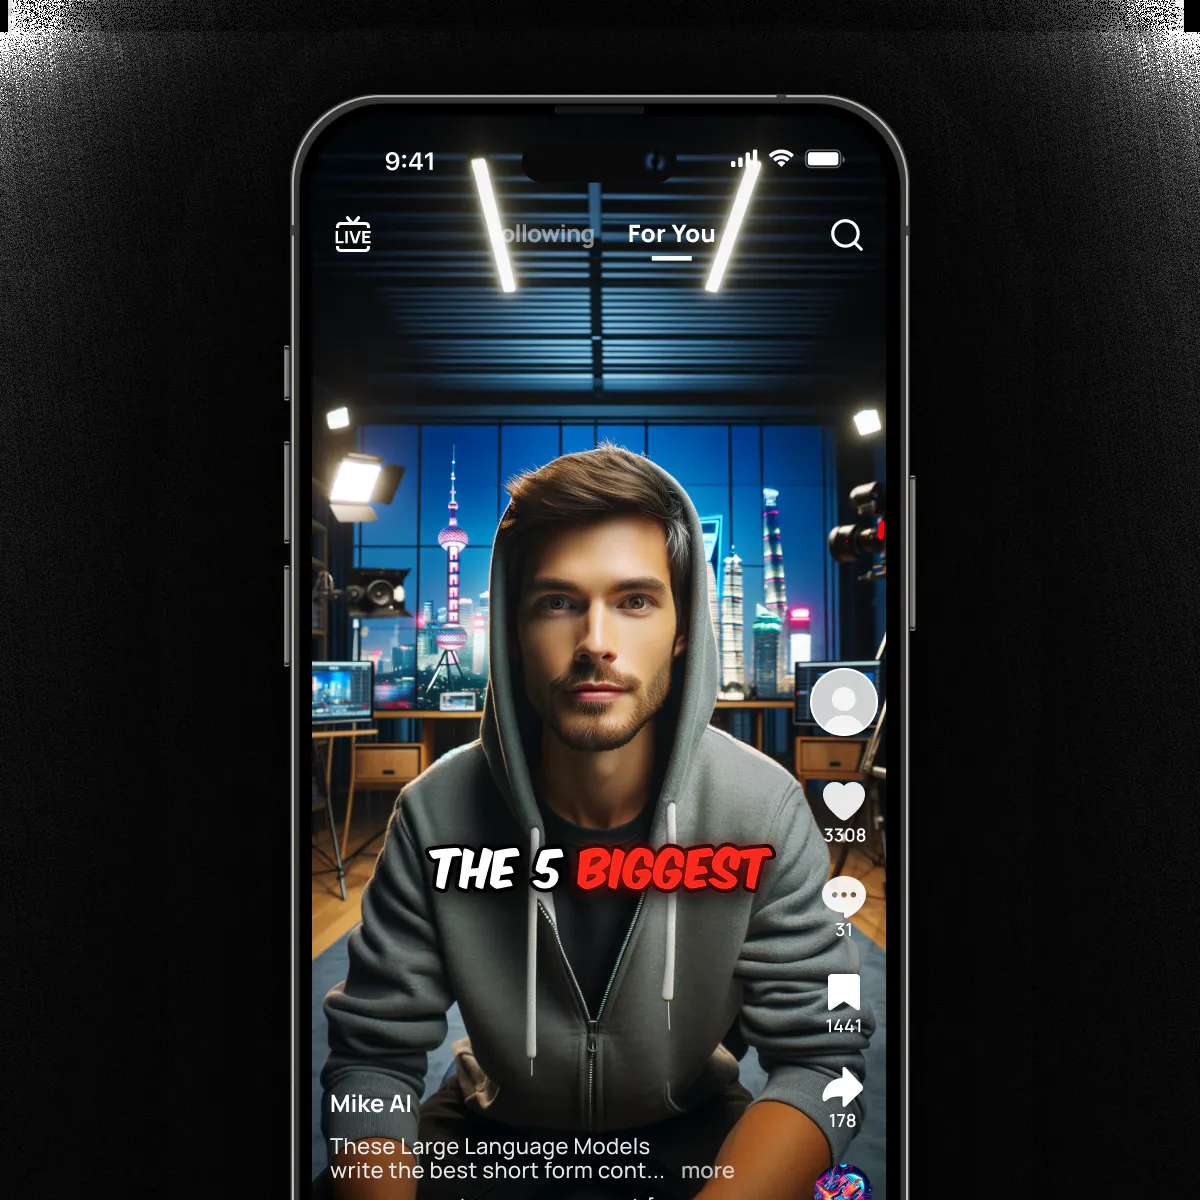 9:41
LIVE
ollowing
For You
THE 5 BIGGEST
3308
31
1441
178
Mike AI
These Large Language Models
write the best short form cont... more